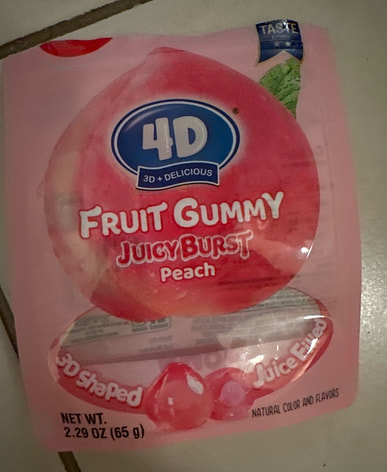 TASTE
4D
3D + DELICIOUS
FRUIT GUMMY
JUICY BURST
Peach
3D Shaped
Juice Filled
NET WT.
2.29 OZ (65 g)
NATURAL COLOR AND FLAVORS